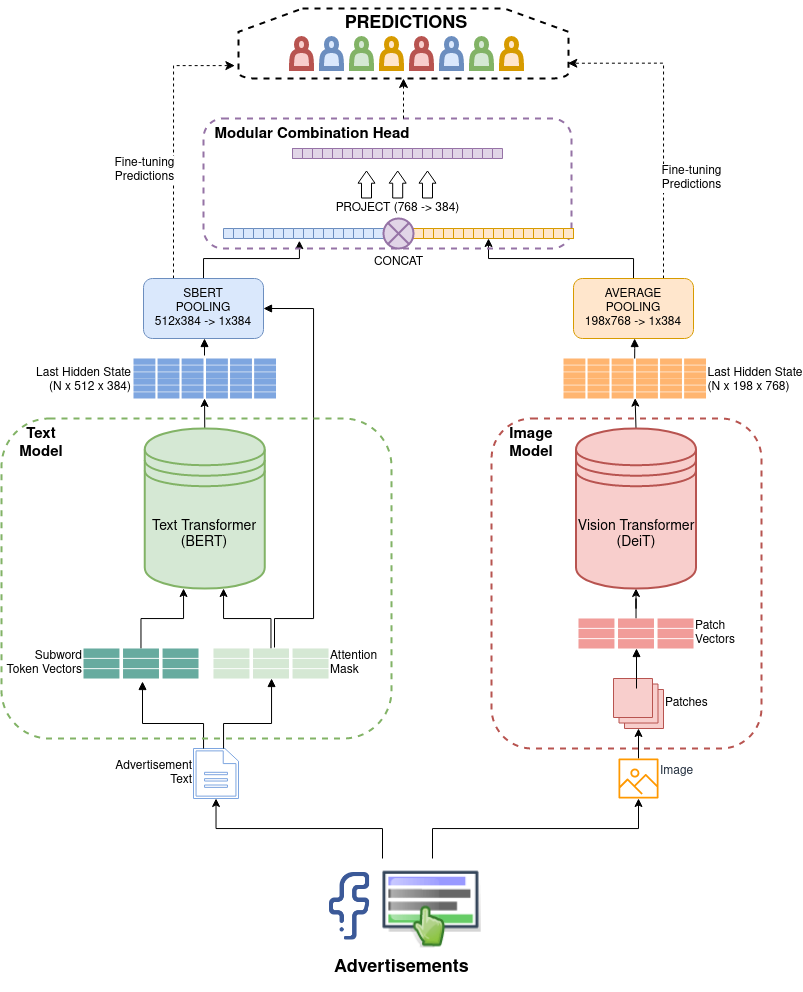 PREDICTIONS
Modular Combination Head
Fine-tuning
Predictions
Fine-tuning
Predictions
PROJECT (768 -> 384)
CONCAT
SBERT
POOLING
512x384 -> 1x384
AVERAGE
POOLING
198x768 -> 1x384
Last Hidden State
(N x 512 x 384)
Last Hidden State
(N x 198 x 768)
Text
Model
Image
Model
Text Transformer
(BERT)
Vision Transformer
(DeiT)
Subword
Token Vectors
Attention
Mask
Patch
Vectors
Patches
Advertisement
Text
Image
Advertisements